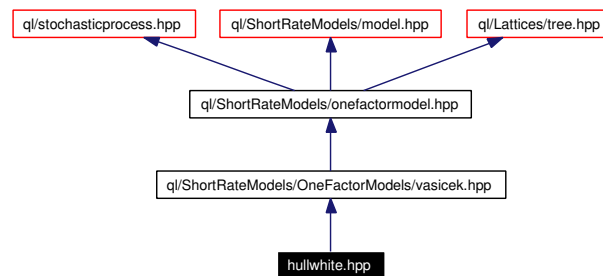 ql/stochasticprocess.hpp
ql/ShortRateModels/model.hpp
ql/Lattices/tree.hpp
ql/ShortRateModels/onefactormodel.hpp
ql/ShortRateModels/OneFactorModels/vasicek.hpp
hullwhite.hpp